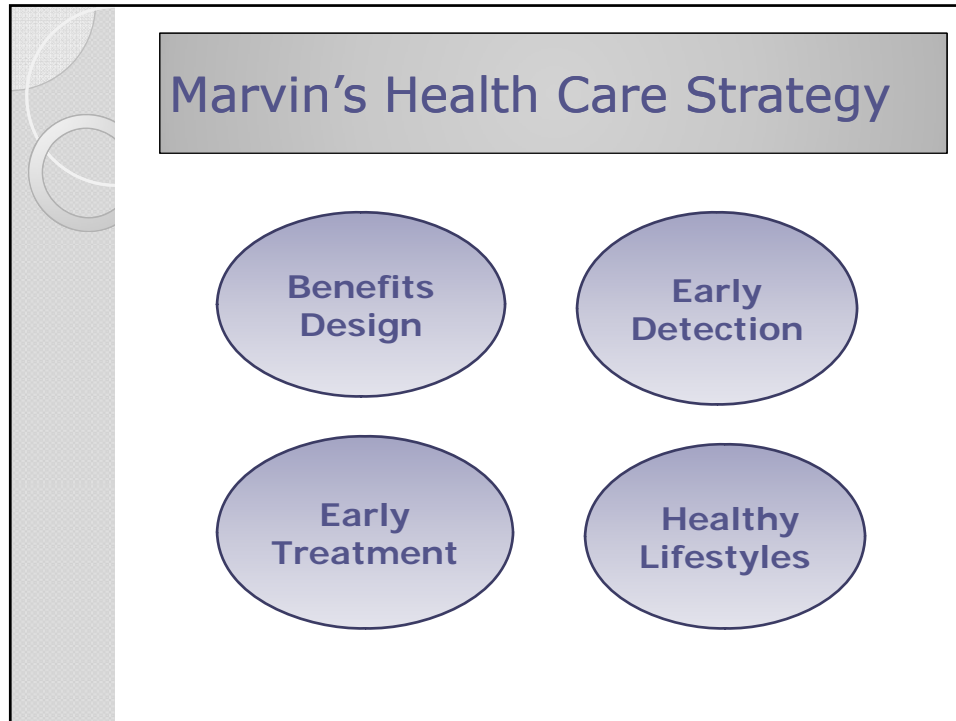 Marvin’s Health Care Strategy
Benefits
Design
Early
Detection
Early
Treatment
Healthy
Lifestyles